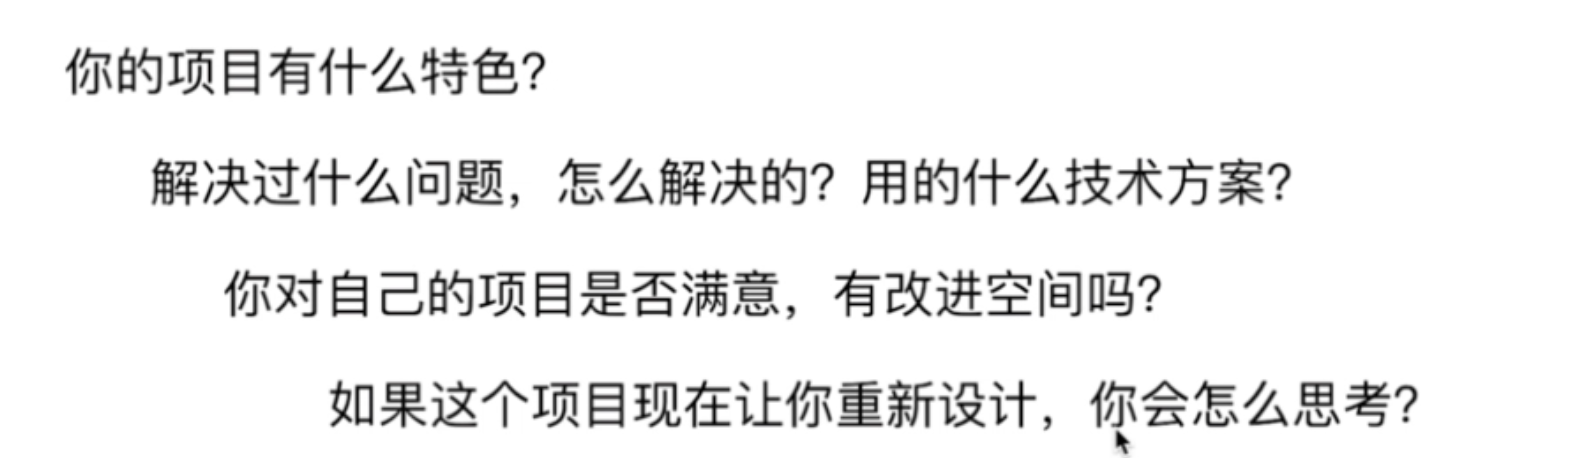 你的项目有什么特色？
解决过什么问题，怎么解决的？用的什么技术方案？
你对自己的项目是否满意，有改进空间吗？
如果这个项目现在让你重新设计，你会怎么思考？